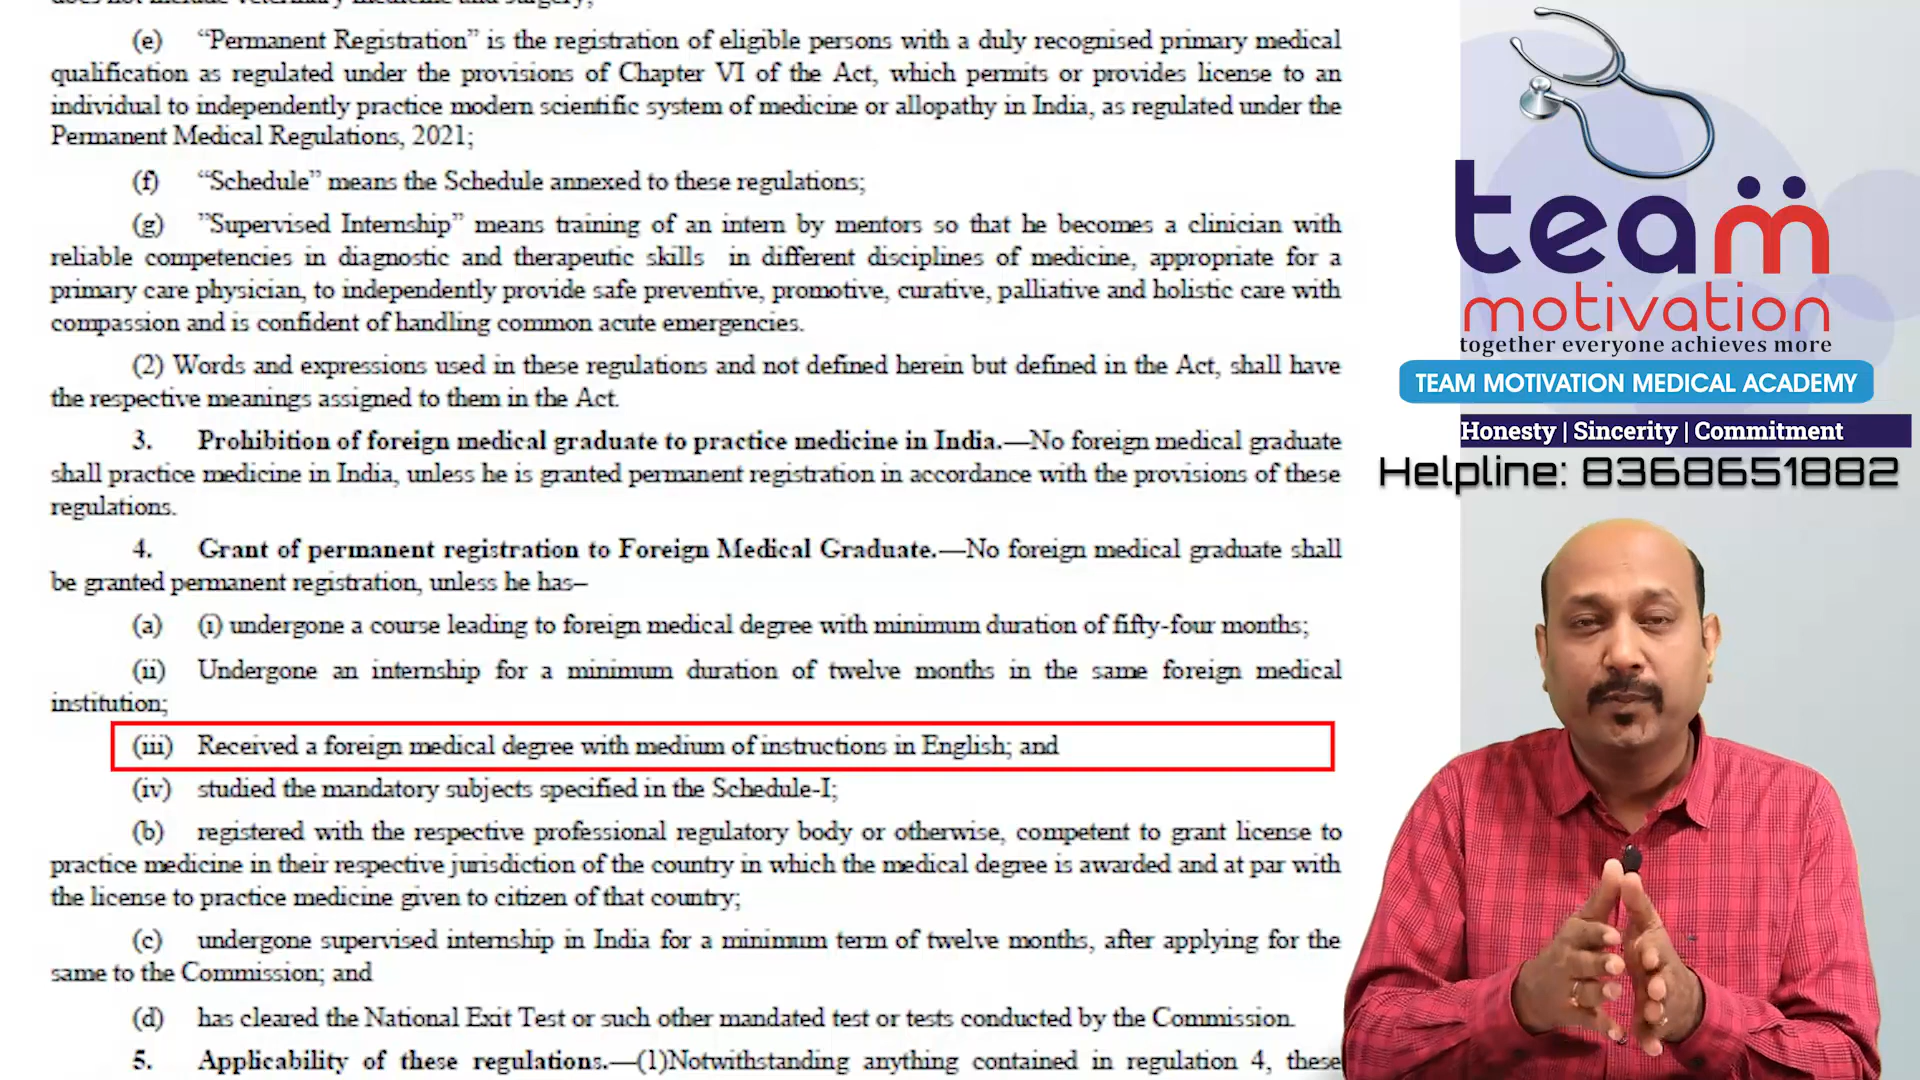 does not include veterinary medicine and surgery;
(e) “Permanent Registration” is the registration of eligible persons with a duly recognised primary medical
qualification as regulated under the provisions of Chapter VI of the Act, which permits or provides license to an
individual to independently practice modern scientific system of medicine or allopathy in India, as regulated under the
Permanent Medical Regulations, 2021;
(f) “Schedule” means the Schedule annexed to these regulations;
(g) ”Supervised Internship” means training of an intern by mentors so that he becomes a clinician with
reliable competencies in diagnostic and therapeutic skills in different disciplines of medicine, appropriate for a
primary care physician, to independently provide safe preventive, promotive, curative, palliative and holistic care with
compassion and is confident of handling common acute emergencies.
(2) Words and expressions used in these regulations and not defined herein but defined in the Act, shall have
the respective meanings assigned to them in the Act.
3. Prohibition of foreign medical graduate to practice medicine in India.—No foreign medical graduate
shall practice medicine in India, unless he is granted permanent registration in accordance with the provisions of these
regulations.
4. Grant of permanent registration to Foreign Medical Graduate.—No foreign medical graduate shall
be granted permanent registration, unless he has–
(a) (i) undergone a course leading to foreign medical degree with minimum duration of fifty-four months;
(ii) Undergone an internship for a minimum duration of twelve months in the same foreign medical
institution;
(iii) Received a foreign medical degree with medium of instructions in English; and
(iv) studied the mandatory subjects specified in the Schedule-I;
(b) registered with the respective professional regulatory body or otherwise, competent to grant license to
practice medicine in their respective jurisdiction of the country in which the medical degree is awarded and at par with
the license to practice medicine given to citizen of that country;
(c) undergone supervised internship in India for a minimum term of twelve months, after applying for the
same to the Commission; and
(d) has cleared the National Exit Test or such other mandated test or tests conducted by the Commission.
5. Applicability of these regulations.—(1)Notwithstanding anything contained in regulation 4, these
team
motivation
together everyone achieves more
TEAM MOTIVATION MEDICAL ACADEMY
Honesty | Sincerity | Commitment
Helpline: 8368651882